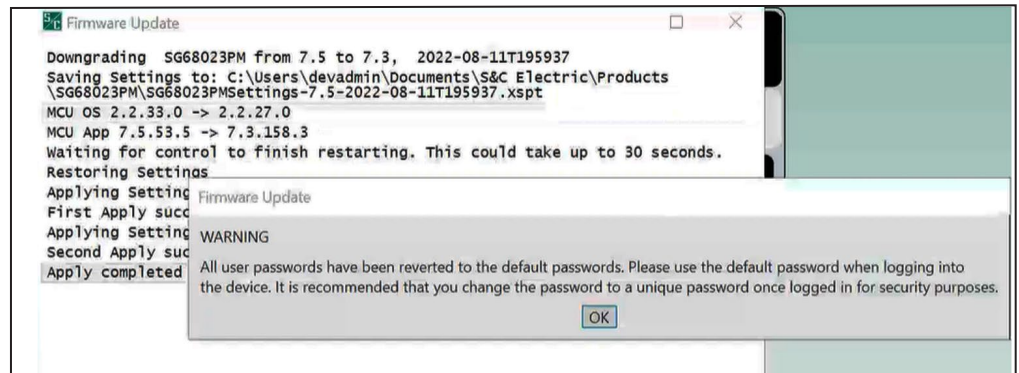 Firmware Update
Downgrading SG68023PM from 7.5 to 7.3, 2022-08-11T195937
Saving Settings to: C:\Users\devadmin\Documents\S&C Electric\Products
\SG68023PM\SG68023PMSettings-7.5-2022-08-11T195937.xspt
MCU OS 2.2.33.0 -> 2.2.27.0
MCU App 7.5.53.5 -> 7.3.158.3
Waiting for control to finish restarting. This could take up to 30 seconds.
Restoring Settings
Applying Setting
First Apply succ
Applying Setting
Second Apply suc
Apply completed
Firmware Update
WARNING
All user passwords have been reverted to the default passwords. Please use the default password when logging into
the device. It is recommended that you change the password to a unique password once logged in for security purposes.
OK